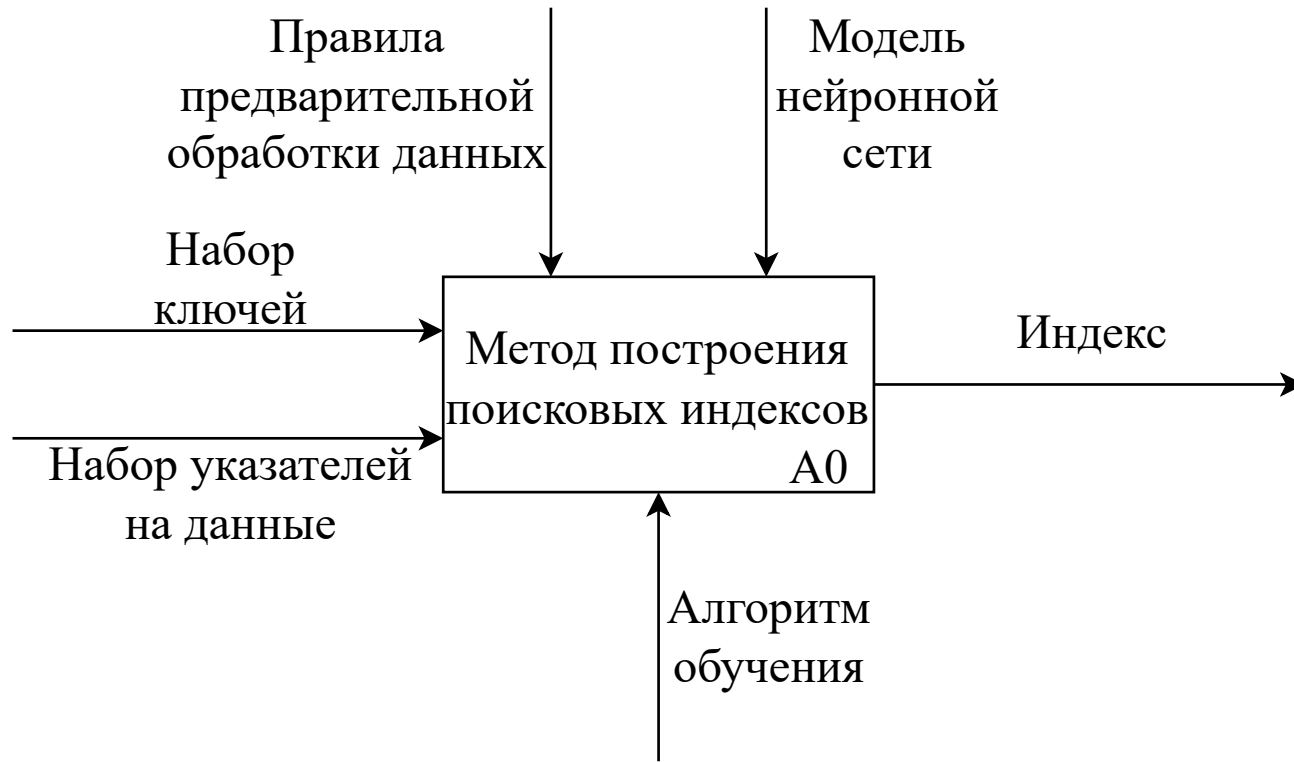 Правила
предварительной
обработки данных
Модель
нейронной
сети
Набор
ключей
Набор указателей
на данные
Метод построения
поисковых индексов
A0
Индекс
Алгоритм
обучения